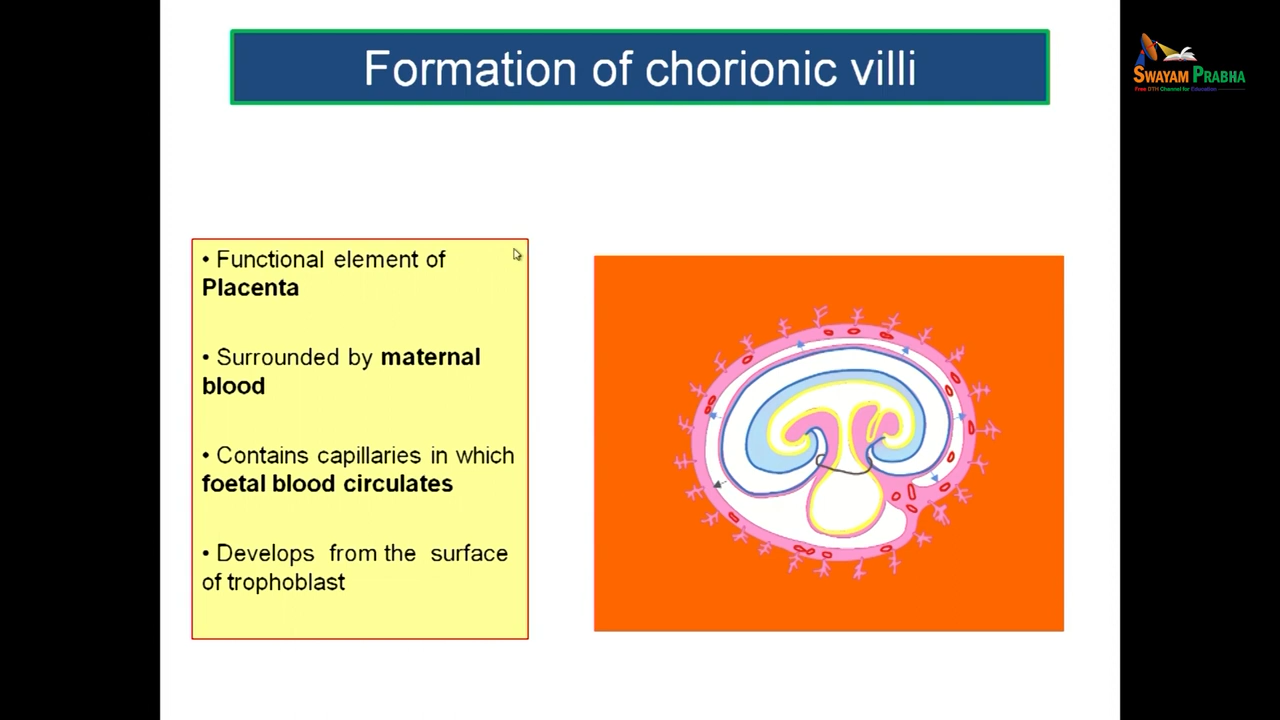 Formation of chorionic villi
SWAYAM PRABHA
Free DTH Channel for Education
• Functional element of
Placenta
• Surrounded by maternal
blood
• Contains capillaries in which
foetal blood circulates
• Develops from the surface
of trophoblast